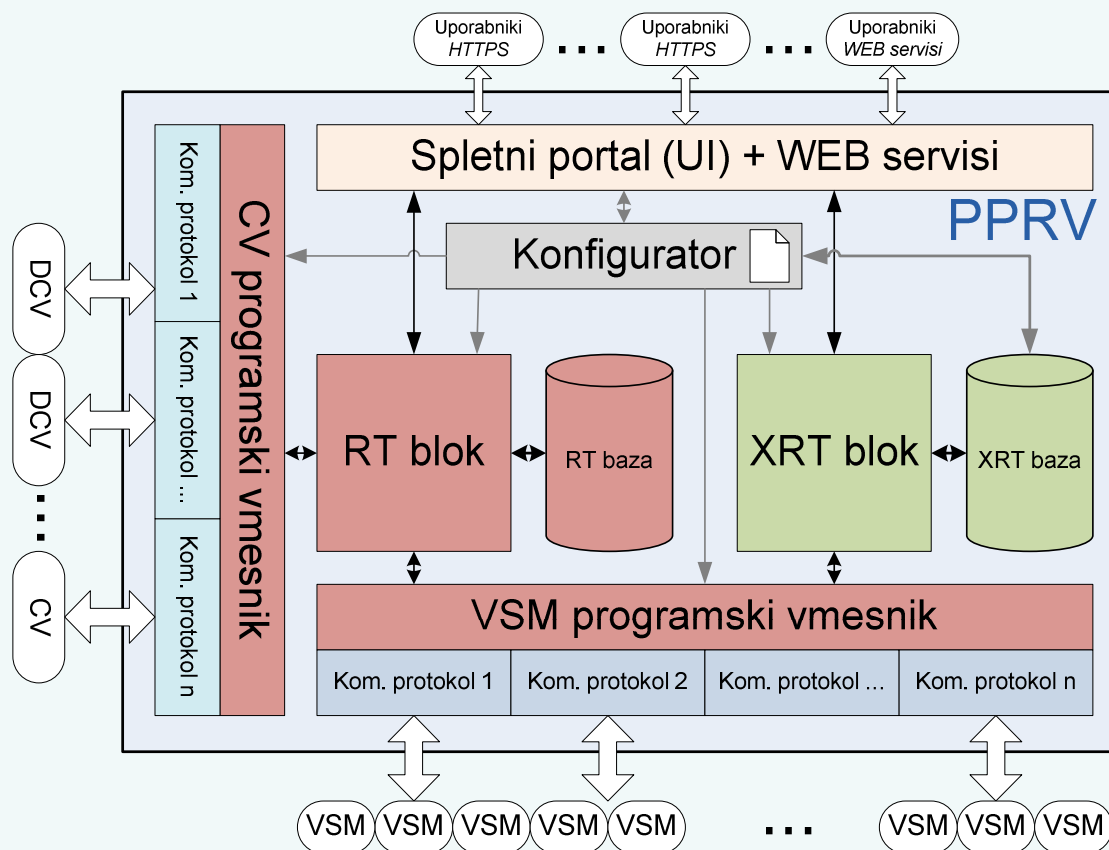 Uporabniki
HTTPS
...
Uporabniki
HTTPS
...
Uporabniki
WEB servisi
Spletni portal (UI) + WEB servisi
PPRV
Konfigurator
DCV
DCV
...
CV
Kom. protokol 1
Kom. protokol ...
Kom. protokol n
CV programski vmesnik
RT blok
RT baza
XRT blok
XRT baza
VSM programski vmesnik
Kom. protokol 1
Kom. protokol 2
Kom. protokol ...
Kom. protokol n
VSM
VSM
VSM
VSM
VSM
...
VSM
VSM
VSM